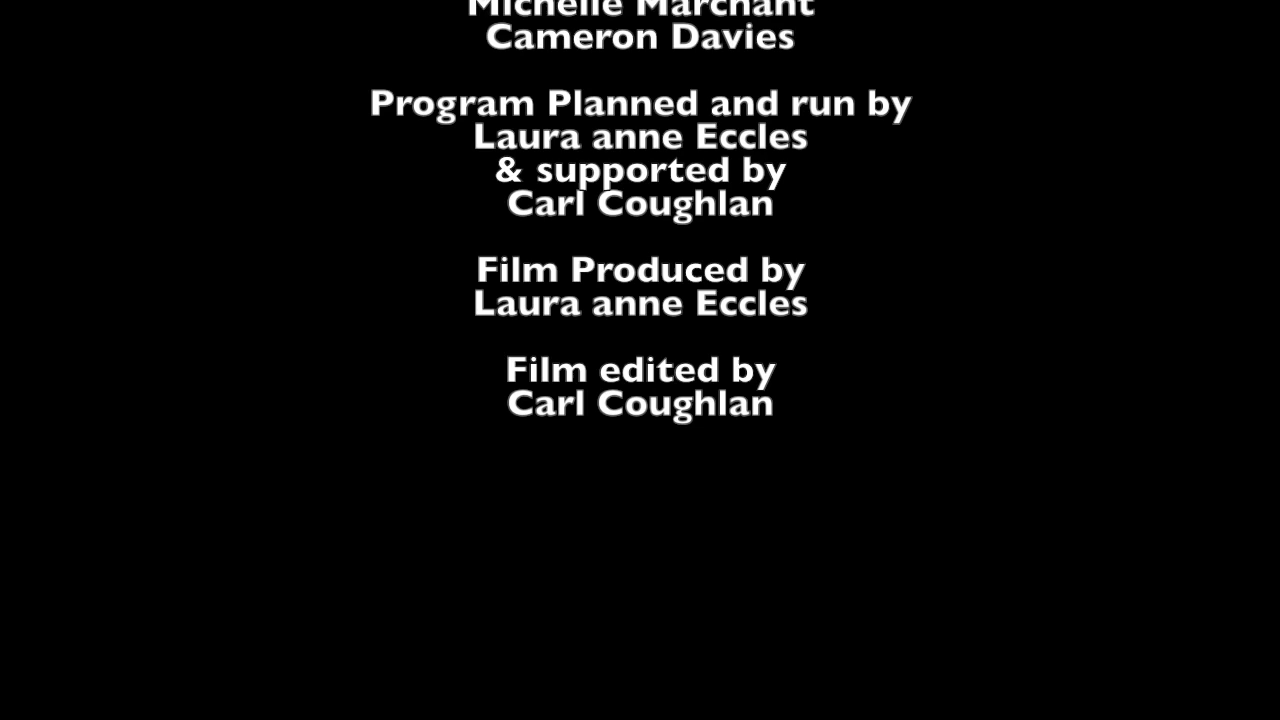 Michelle Marchant
Cameron Davies
Program Planned and run by
Laura anne Eccles
& supported by
Carl Coughlan
Film Produced by
Laura anne Eccles
Film edited by
Carl Coughlan